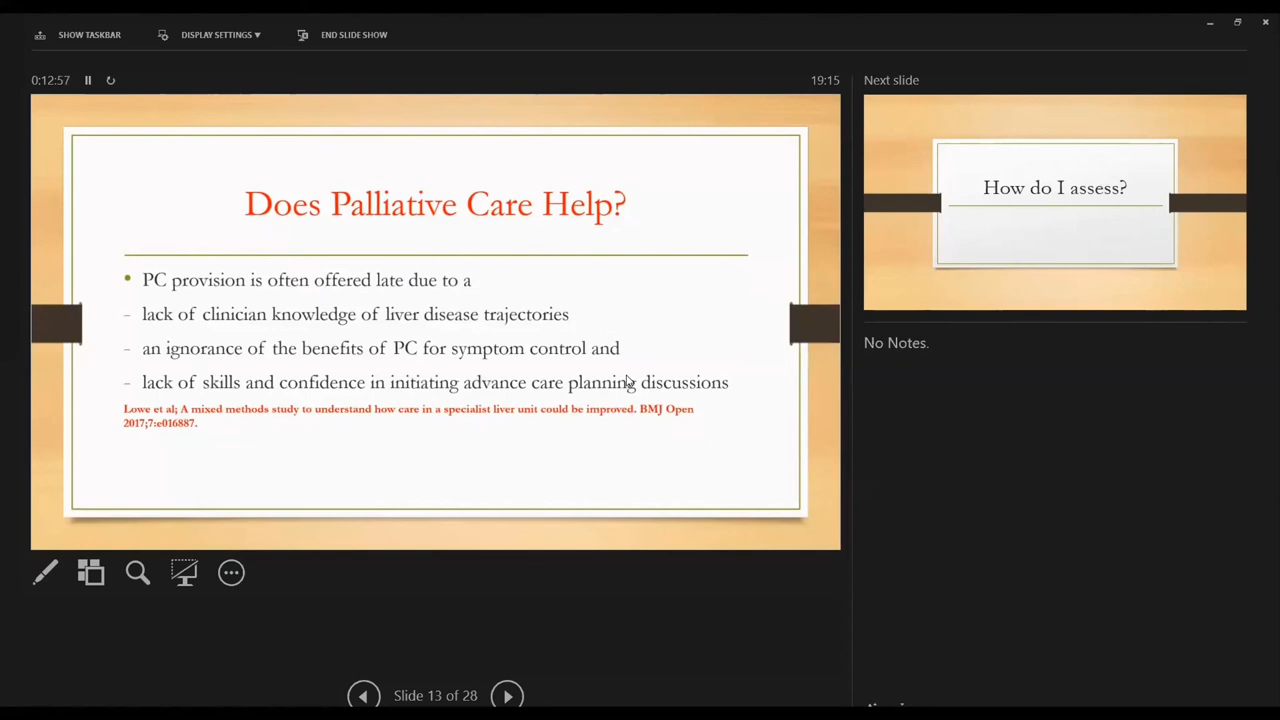 SHOW TASKBAR
DISPLAY SETTINGS ▼
END SLIDE SHOW
0:12:57
19:15
Does Palliative Care Help?
• PC provision is often offered late due to a
- lack of clinician knowledge of liver disease trajectories
- an ignorance of the benefits of PC for symptom control and
- lack of skills and confidence in initiating advance care planning discussions
Lowe et al; A mixed methods study to understand how care in a specialist liver unit could be improved. BMJ Open
2017;7:e016887.
Slide 13 of 28
Next slide
How do I assess?
No Notes.